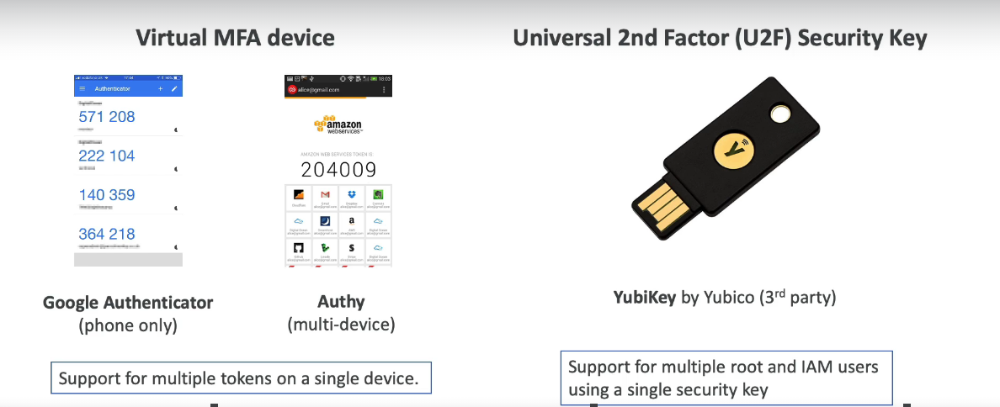 Virtual MFA device
Universal 2nd Factor (U2F) Security Key
Authenticator
571 208
222 104
140 359
364 218
18:03
alice@gmail.com
amazon
webservices™
AMAZON WEB SERVICES TOKEN IS
204009
Google Authenticator
(phone only)
Authy
(multi-device)
YubiKey by Yubico (3rd party)
Support for multiple tokens on a single device.
Support for multiple root and IAM users
using a single security key